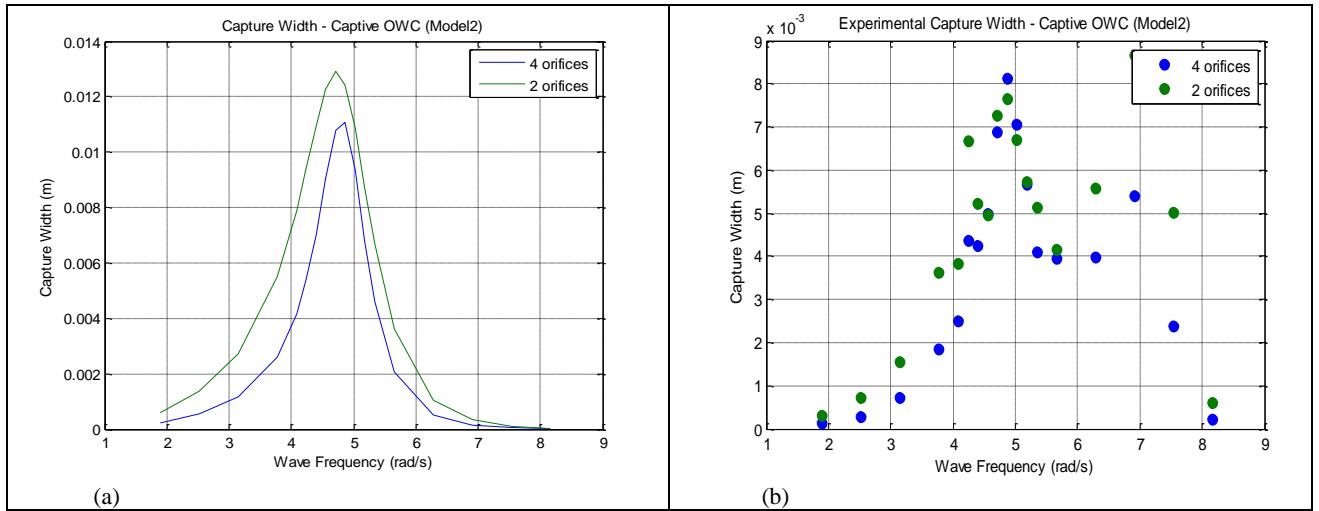 Capture Width - Captive OWC (Model2)
0.014
0.012
0.01
0.008
0.006
0.004
0.002
0
Capture Width (m)
4 orifices
2 orifices
1 2 3 4 5 6 7 8 9
Wave Frequency (rad/s)
(a)
Experimental Capture Width - Captive OWC (Model2)
x 10-3
9
8
7
6
5
4
3
2
1
0
Capture Width (m)
4 orifices
2 orifices
1 2 3 4 5 6 7 8 9
Wave Frequency (rad/s)
(b)